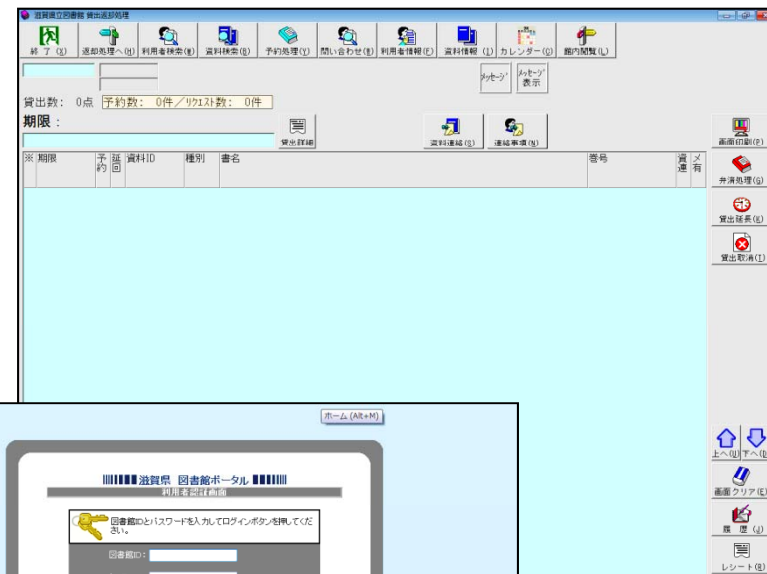 滋賀県立図書館 貸出返却処理
終 了 (X)
返却処理へ(H)
利用者検索(W)
資料検索(B)
予約処理(Y)
問い合わせ(T)
利用者情報(F)
資料情報 (I)
カレンダー(O)
館内閲覧(L)
メッセージ
メッセージ表示
貸出数: 0点 予約数: 0件/リクエスト数: 0件
期限:
貸出詳細
資料連絡(S)
連絡事項(N)
※ 期限 予約 延回 資料ID 種別 書名 巻号 資連 メ有
画面印刷(P)
弁済処理(G)
貸出延長(E)
貸出取消(I)
上へ(U) 下へ(D
画面クリア(E)
履 歴 (J)
レシート(R)
ホーム (Alt+M)
滋賀県 図書館ポータル
利用者認証画面
図書館IDとパスワードを入力してログインボタンを押してください。
図書館ID: